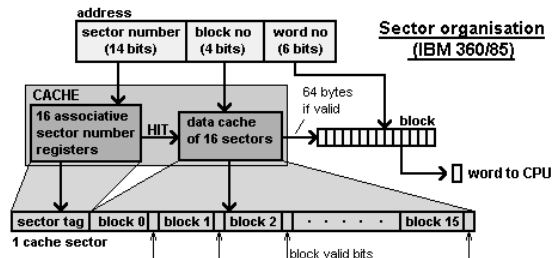 address
sector number block no word no
(14 bits) (4 bits) (6 bits)
Sector organisation
(IBM 360/85)
CACHE
16 associative
sector number
registers
HIT
data cache
of 16 sectors
64 bytes
if valid
block
word to CPU
sector tag block 0 block 1 block 2 . . . . . block 15
1 cache sector
block valid bits